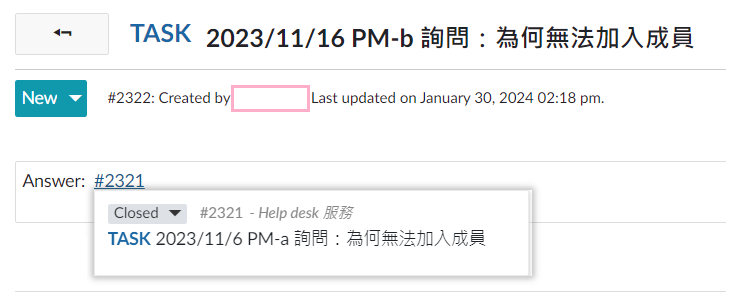 TASK 2023/11/16 PM-b 詢問：為何無法加入成員
New #2322: Created by Last updated on January 30, 2024 02:18 pm.
Answer: #2321
Closed #2321 - Help desk 服務
TASK 2023/11/6 PM-a 詢問：為何無法加入成員